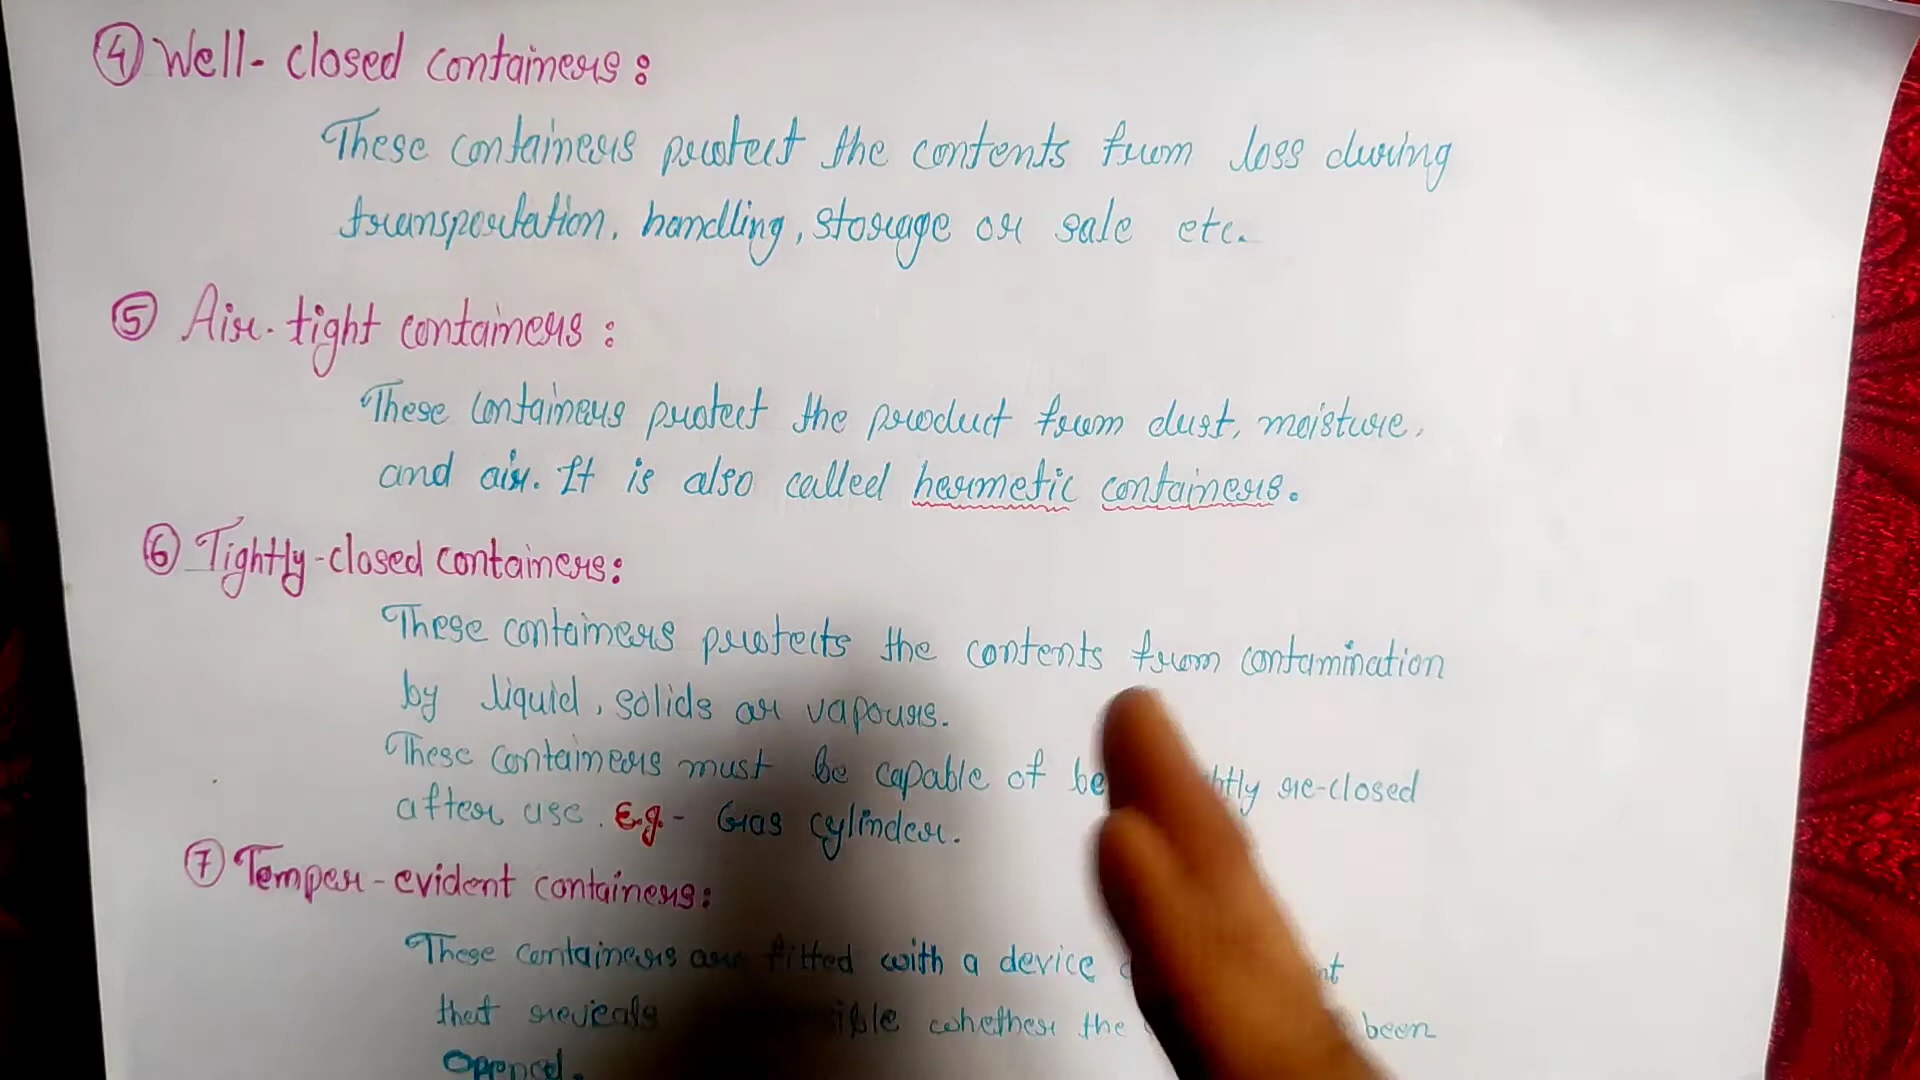 ④ Well-closed containers:
These containers protect the contents from loss during
transportation, handling, storage or sale etc.
⑤ Air-tight containers:
These containers protect the product from dust, moisture,
and air. It is also called hermetic containers.
⑥ Tightly-closed containers:
These containers protects the contents from contamination
by liquid, solids or vapours.
These containers must be capable of re-closed
after use. E.g- Gas cylinder.
⑦ Temper-evident containers:
These containers are fitted with a device
that reveals whether the been
opened.